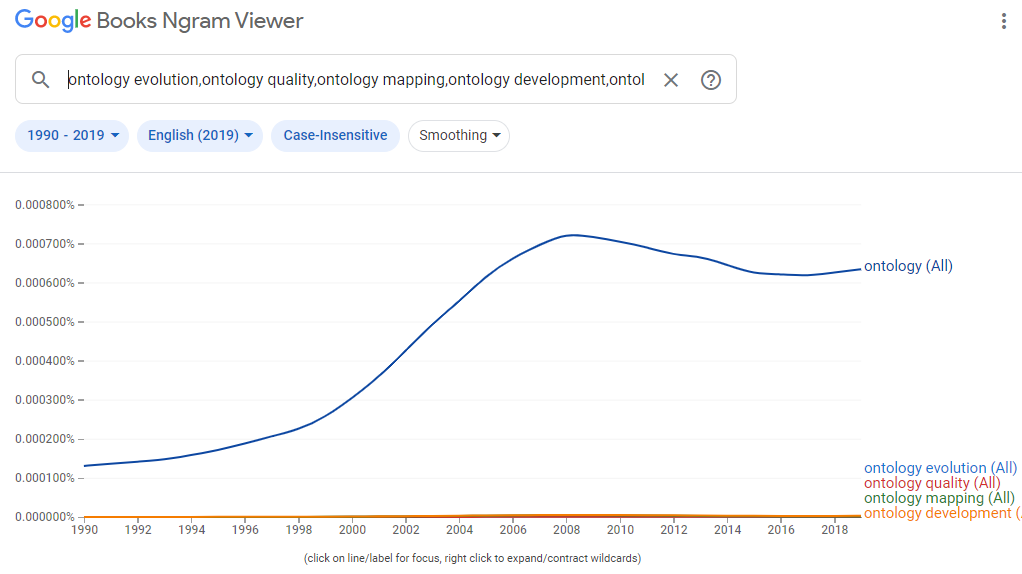 Google Books Ngram Viewer
ontology evolution,ontology quality,ontology mapping,ontology development,ontol
1990 - 2019 English (2019) Case-Insensitive Smoothing
0.000800%
0.000700%
0.000600%
0.000500%
0.000400%
0.000300%
0.000200%
0.000100%
0.000000%
ontology (All)
ontology evolution (All)
ontology quality (All)
ontology mapping (All)
ontology development (.
1990 1992 1994 1996 1998 2000 2002 2004 2006 2008 2010 2012 2014 2016 2018
(click on line/label for focus, right click to expand/contract wildcards)